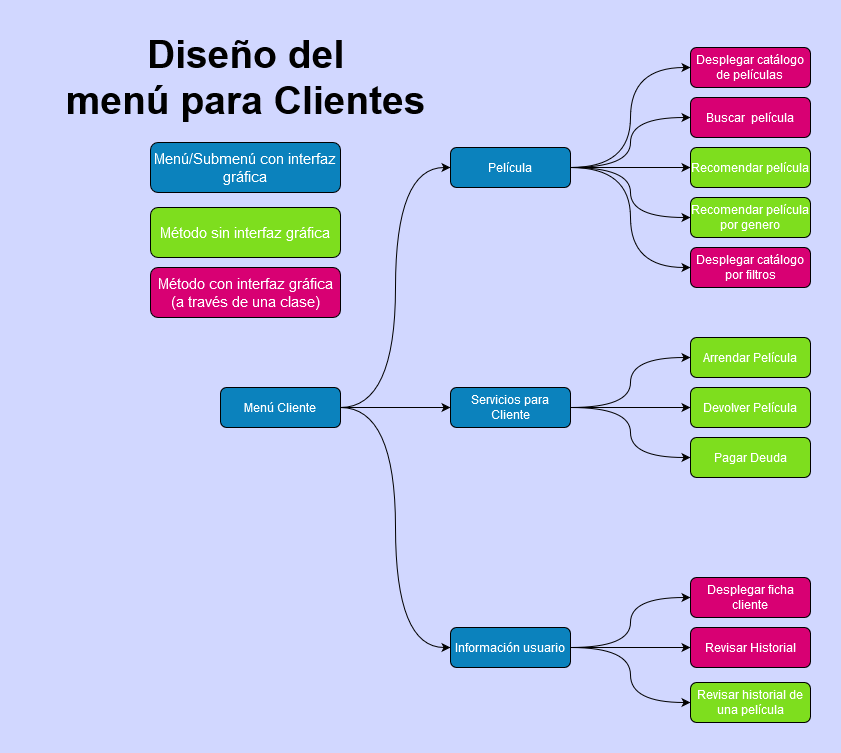 Diseño del
menú para Clientes
Menú/Submenú con interfaz
gráfica
Método sin interfaz gráfica
Método con interfaz gráfica
(a través de una clase)
Menú Cliente
Película
Desplegar catálogo
de películas
Buscar película
Recomendar película
Recomendar película
por genero
Desplegar catálogo
por filtros
Servicios para
Cliente
Arrendar Película
Devolver Película
Pagar Deuda
Información usuario
Desplegar ficha
cliente
Revisar Historial
Revisar historial de
una película